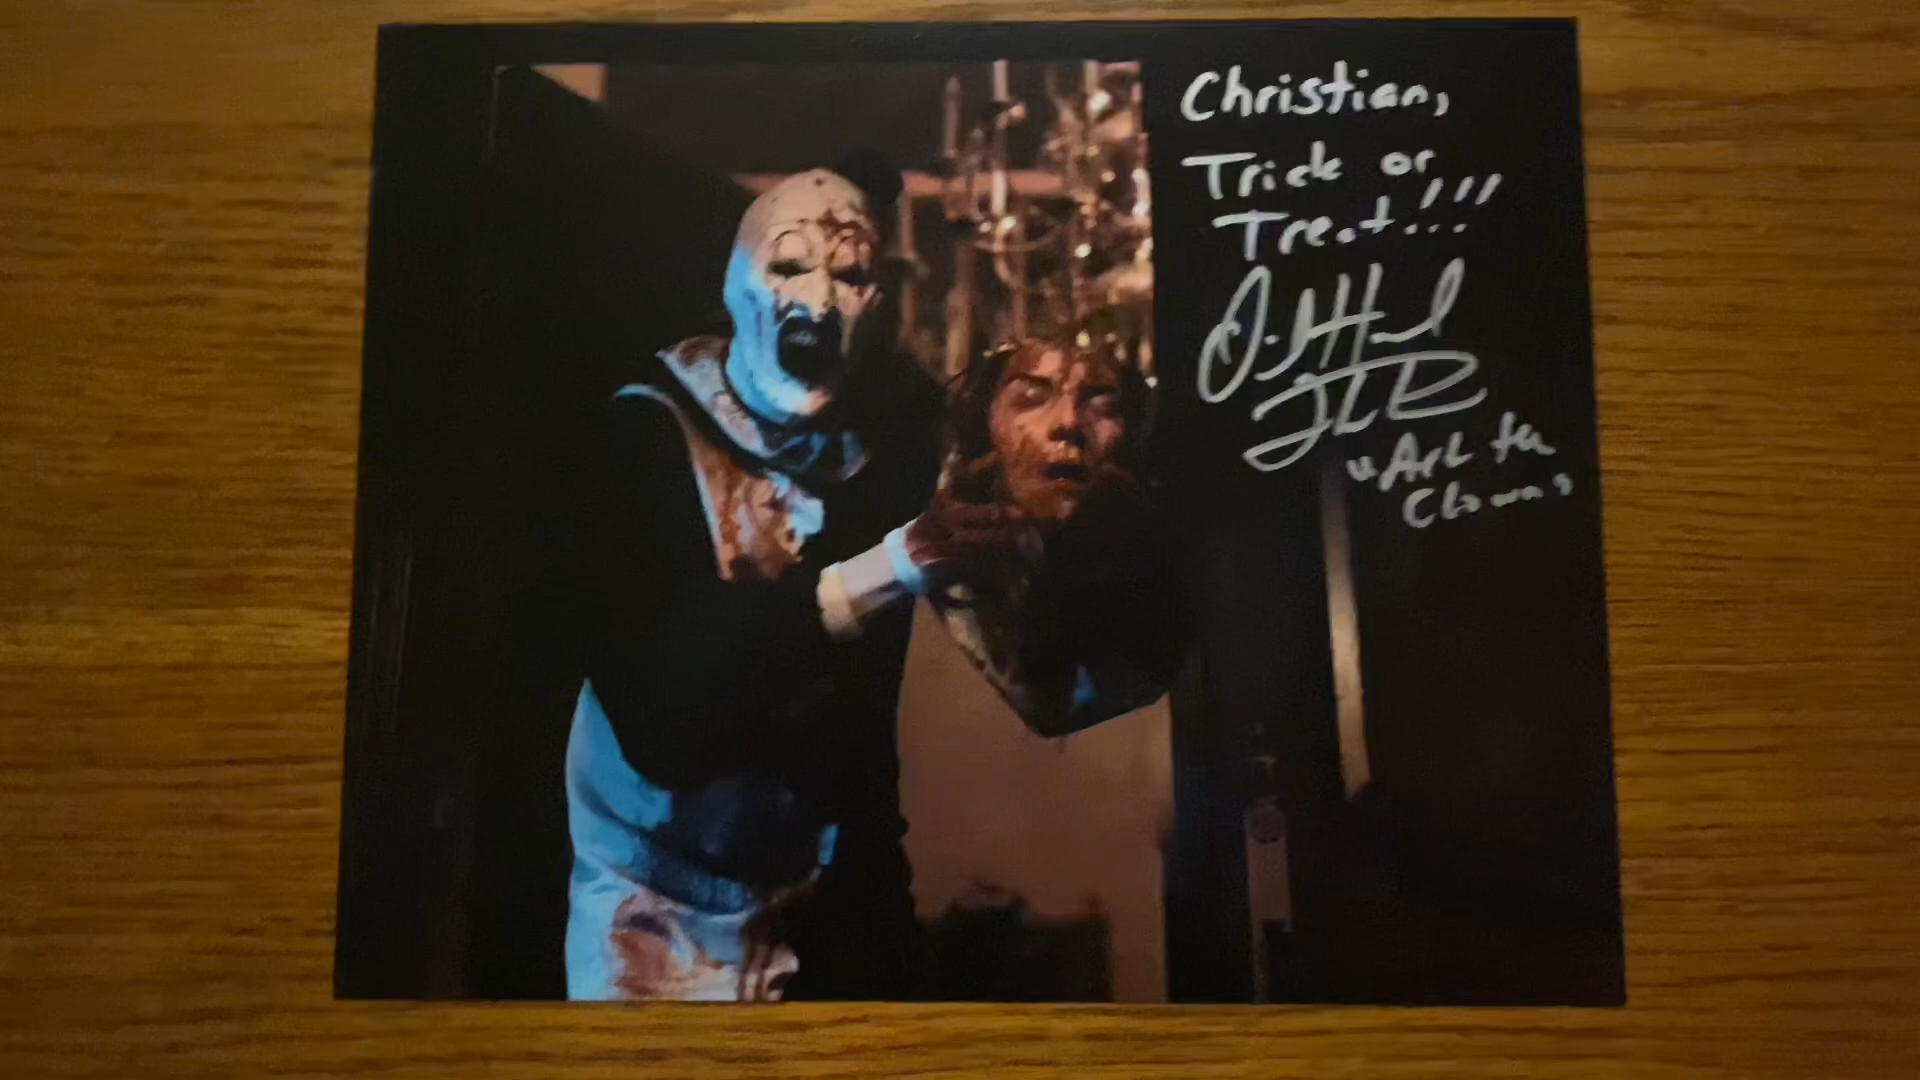 Christian,
Trick or
Treat!!!
"Art the
Clown"